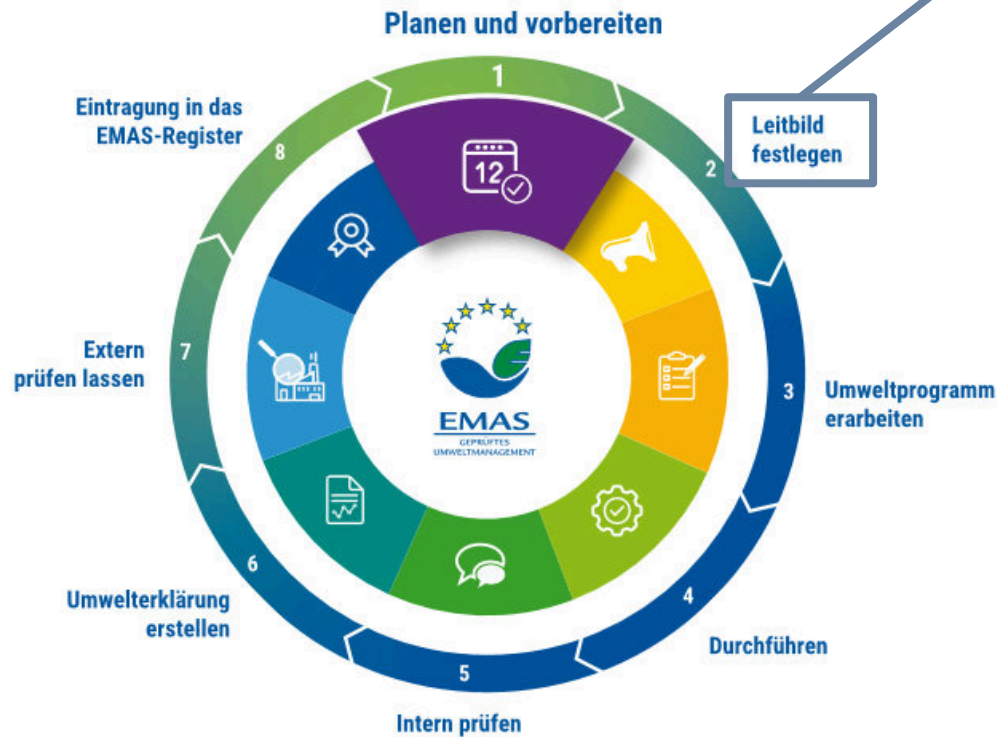 Planen und vorbereiten
1
Leitbild
festlegen
2
Umweltprogramm
erarbeiten
3
Durchführen
4
Intern prüfen
5
Umwelterklärung
erstellen
6
Extern
prüfen lassen
7
Eintragung in das
EMAS-Register
8
12
EMAS
GEPRÜFTES
UMWELTMANAGEMENT